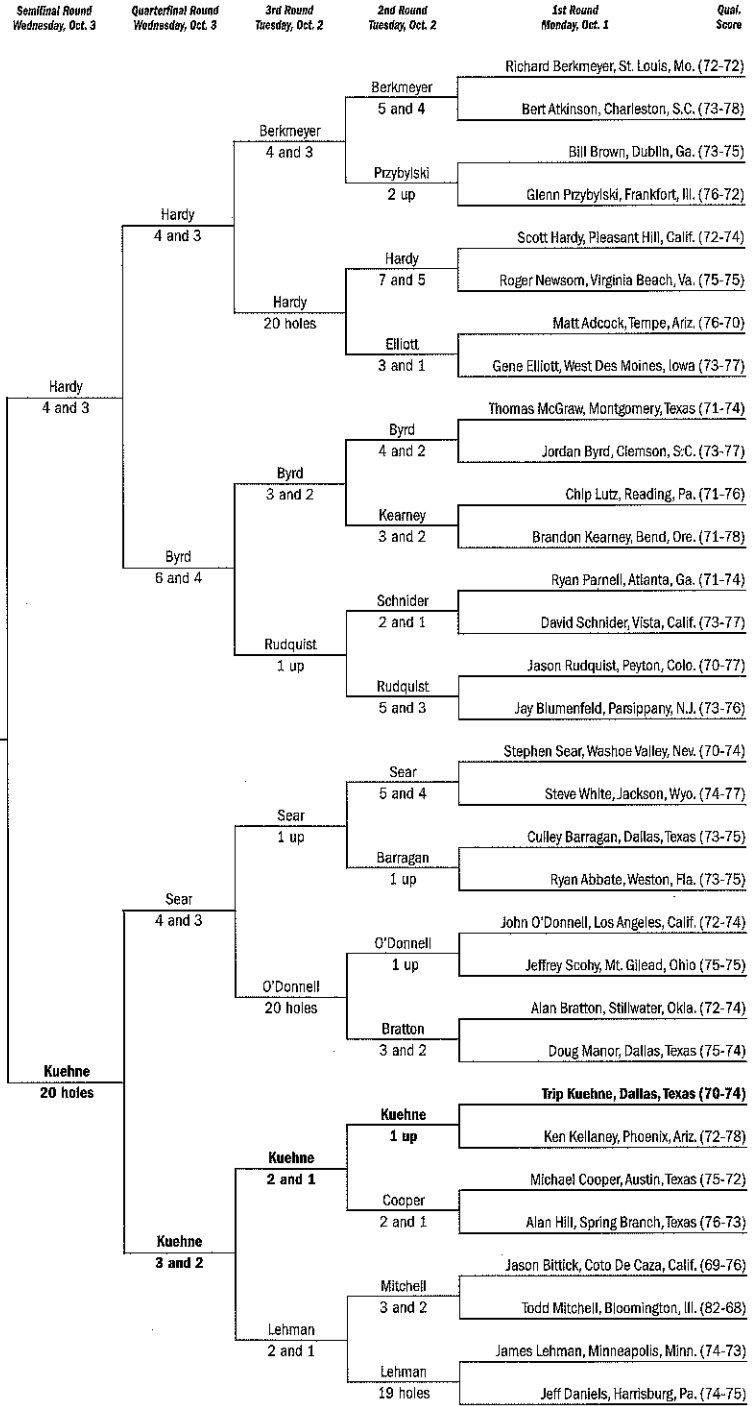 Semifinal Round Quarterfinal Round 3rd Round 2nd Round 1st Round Qual.
Wednesday, Oct. 3 Wednesday, Oct. 3 Tuesday, Oct. 2 Tuesday, Oct. 2 Monday, Oct. 1 Score
Richard Berkmeyer, St. Louis, Mo. (72-72)
Berkmeyer
5 and 4
Bert Atkinson, Charleston, S.C. (73-78)
Berkmeyer
4 and 3
Bill Brown, Dublin, Ga. (73-75)
Przybylski
2 up
Glenn Przybylski, Frankfort, Ill. (76-72)
Hardy
4 and 3
Scott Hardy, Pleasant Hill, Calif. (72-74)
Hardy
7 and 5
Roger Newsom, Virginia Beach, Va. (75-75)
Hardy
20 holes
Matt Adcock, Tempe, Ariz. (76-70)
Elliott
3 and 1
Gene Elliott, West Des Moines, Iowa (73-77)
Hardy
4 and 3
Thomas McGraw, Montgomery, Texas (71-74)
Byrd
4 and 2
Jordan Byrd, Clemson, S.C. (73-77)
Byrd
3 and 2
Chip Lutz, Reading, Pa. (71-76)
Kearney
3 and 2
Brandon Kearney, Bend, Ore. (71-78)
Byrd
6 and 4
Ryan Parnell, Atlanta, Ga. (71-74)
Schnider
2 and 1
David Schnider, Vista, Calif. (73-77)
Rudquist
1 up
Jason Rudquist, Peyton, Colo. (70-77)
Rudquist
5 and 3
Jay Blumenfeld, Parsippany, N.J. (73-76)
Stephen Sear, Washoe Valley, Nev. (70-74)
Sear
5 and 4
Steve White, Jackson, Wyo. (74-77)
Sear
1 up
Culley Barragan, Dallas, Texas (73-75)
Barragan
1 up
Ryan Abbate, Weston, Fla. (73-75)
Sear
4 and 3
John O'Donnell, Los Angeles, Calif. (72-74)
O'Donnell
1 up
Jeffrey Scohy, Mt. Gilead, Ohio (75-75)
O'Donnell
20 holes
Alan Bratton, Stillwater, Okla. (72-74)
Bratton
3 and 2
Doug Manor, Dallas, Texas (75-74)
Kuehne
20 holes
Trip Kuehne, Dallas, Texas (70-74)
Kuehne
1 up
Ken Kellaney, Phoenix, Ariz. (72-78)
Kuehne
2 and 1
Michael Cooper, Austin, Texas (75-72)
Cooper
2 and 1
Alan Hill, Spring Branch, Texas (76-73)
Kuehne
3 and 2
Jason Bittick, Coto De Caza, Calif. (69-76)
Mitchell
3 and 2
Todd Mitchell, Bloomington, Ill. (82-68)
Lehman
2 and 1
James Lehman, Minneapolis, Minn. (74-73)
Lehman
19 holes
Jeff Daniels, Harrisburg, Pa. (74-75)